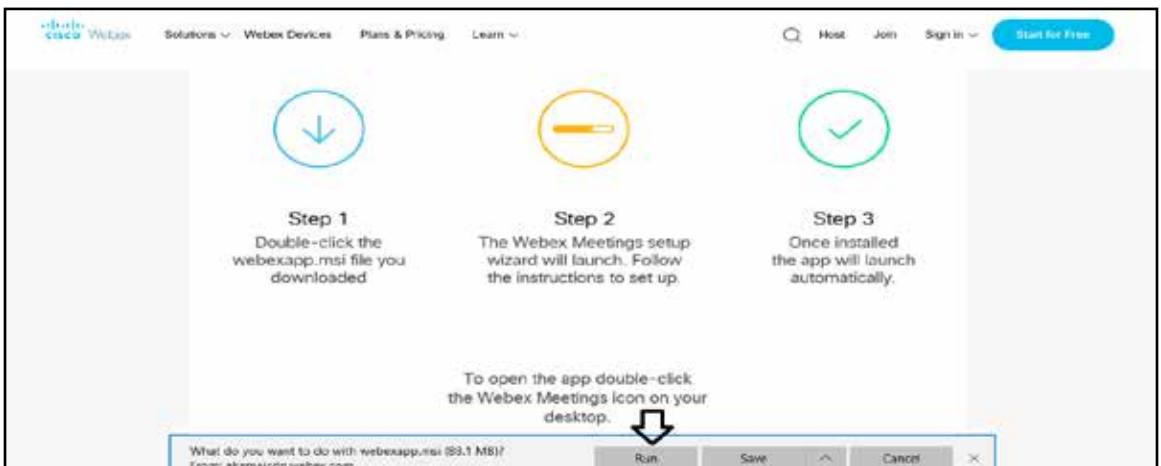 cisco Webex Solutions Webex Devices Plans & Pricing Learn Host Join Sign in Start for Free
Step 1
Double-click the
webexapp.msi file you
downloaded
Step 2
The Webex Meetings setup
wizard will launch. Follow
the instructions to set up.
Step 3
Once installed
the app will launch
automatically.
To open the app double-click
the Webex Meetings icon on your
desktop.
What do you want to do with webexapp.msi (83.1 MB)?
Run Save Cancel